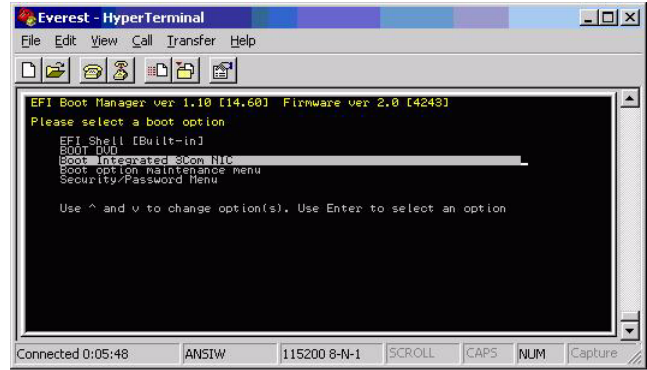 Everest - HyperTerminal
File Edit View Call Transfer Help
EFI Boot Manager ver 1.10 [14.60] Firmware ver 2.0 [4243]
Please select a boot option
EFI Shell [Built-in]
BOOT DVD
Boot Integrated 3Com NIC
Boot option maintenance menu
Security/Password Menu
Use ^ and v to change option(s). Use Enter to select an option
Connected 0:05:48 ANSIW 115200 8-N-1 SCROLL CAPS NUM Capture